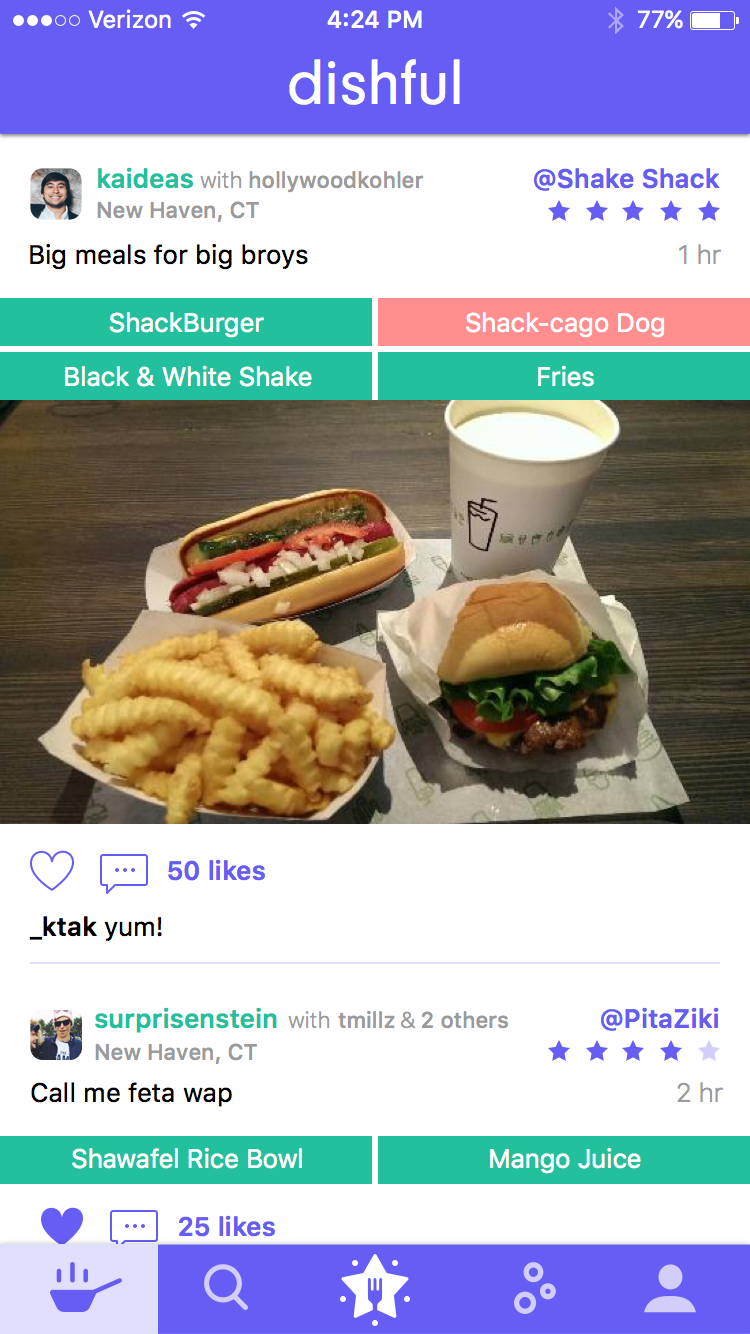 Verizon 4:24 PM 77%
dishful
kaideas with hollywoodkohler @Shake Shack
New Haven, CT
Big meals for big broys 1 hr
ShackBurger Shack-cago Dog
Black & White Shake Fries
50 likes
_ktak yum!
surprisenstein with tmillz & 2 others @PitaZiki
New Haven, CT
Call me feta wap 2 hr
Shawafel Rice Bowl Mango Juice
25 likes